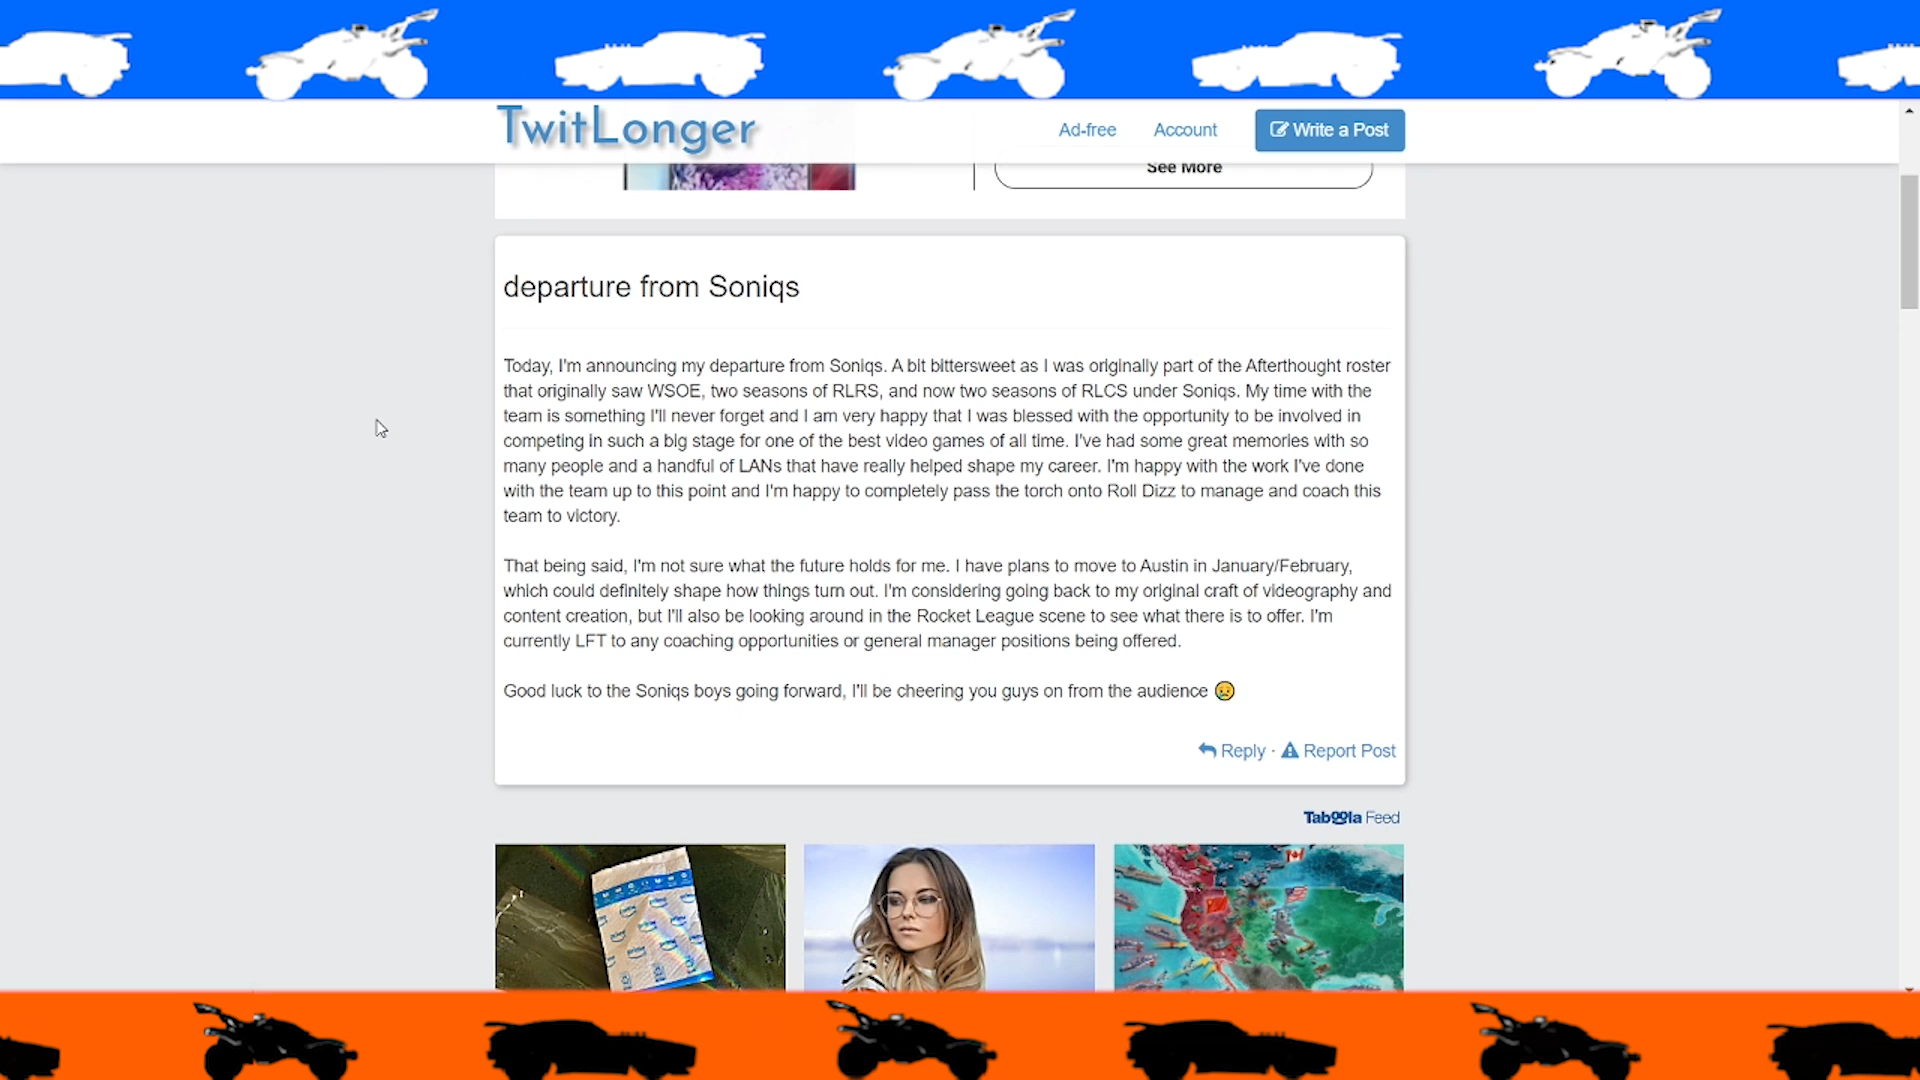 TwitLonger
Ad-free
Account
Write a Post
See More
departure from Soniqs
Today, I'm announcing my departure from Soniqs. A bit bittersweet as I was originally part of the Afterthought roster
that originally saw WSOE, two seasons of RLRS, and now two seasons of RLCS under Soniqs. My time with the
team is something I'll never forget and I am very happy that I was blessed with the opportunity to be involved in
competing in such a big stage for one of the best video games of all time. I've had some great memories with so
many people and a handful of LANs that have really helped shape my career. I'm happy with the work I've done
with the team up to this point and I'm happy to completely pass the torch onto Roll Dizz to manage and coach this
team to victory.
That being said, I'm not sure what the future holds for me. I have plans to move to Austin in January/February,
which could definitely shape how things turn out. I'm considering going back to my original craft of videography and
content creation, but I'll also be looking around in the Rocket League scene to see what there is to offer. I'm
currently LFT to any coaching opportunities or general manager positions being offered.
Good luck to the Soniqs boys going forward, I'll be cheering you guys on from the audience 😥
Reply · Report Post
Taboola Feed